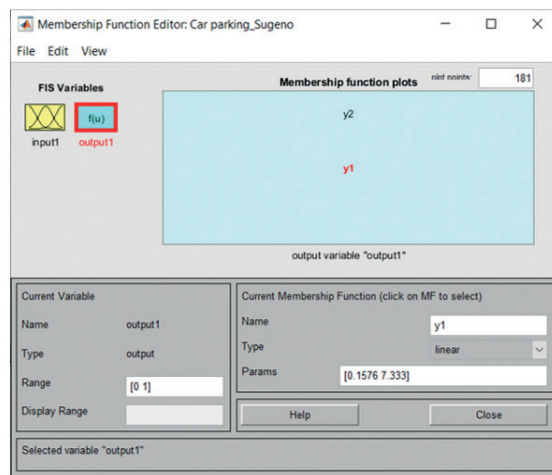 Membership Function Editor: Car parking_Sugeno
File Edit View
FIS Variables
Membership function plots plot points: 181
f(u)
input1 output1
y2
y1
output variable "output1"
Current Variable
Name output1
Type output
Range [0 1]
Display Range
Current Membership Function (click on MF to select)
Name y1
Type linear
Params [0.1576 7.333]
Help Close
Selected variable "output1"